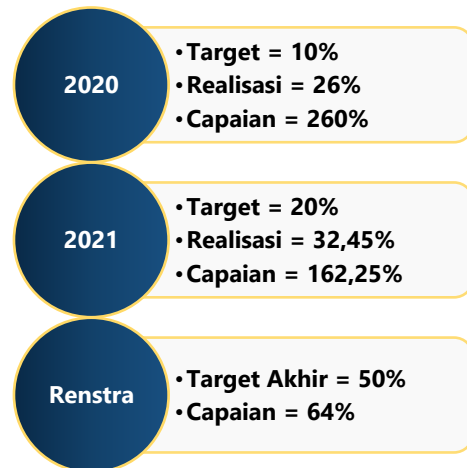 2020
•Target = 10%
•Realisasi = 26%
•Capaian = 260%
2021
•Target = 20%
•Realisasi = 32,45%
•Capaian = 162,25%
Renstra
•Target Akhir = 50%
•Capaian = 64%